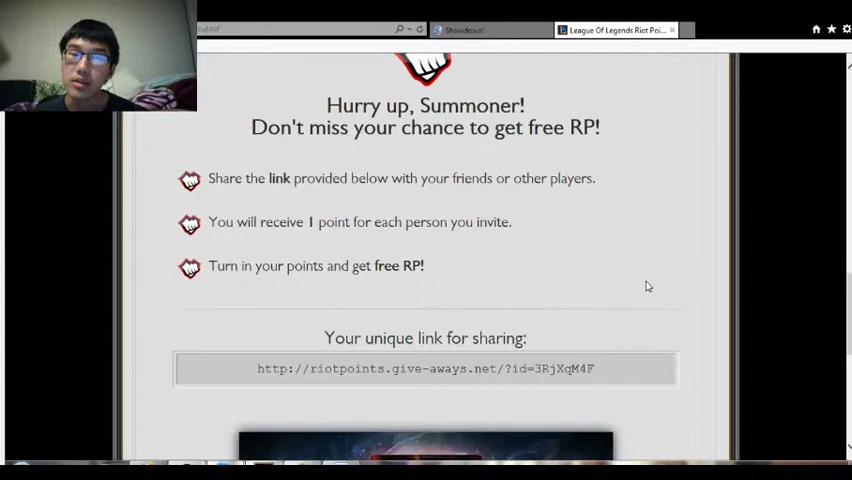 Showdown!
League Of Legends Riot Poi...
Hurry up, Summoner!
Don't miss your chance to get free RP!
Share the link provided below with your friends or other players.
You will receive 1 point for each person you invite.
Turn in your points and get free RP!
Your unique link for sharing:
http://riotpoints.give-aways.net/?id=3RjXqM4F